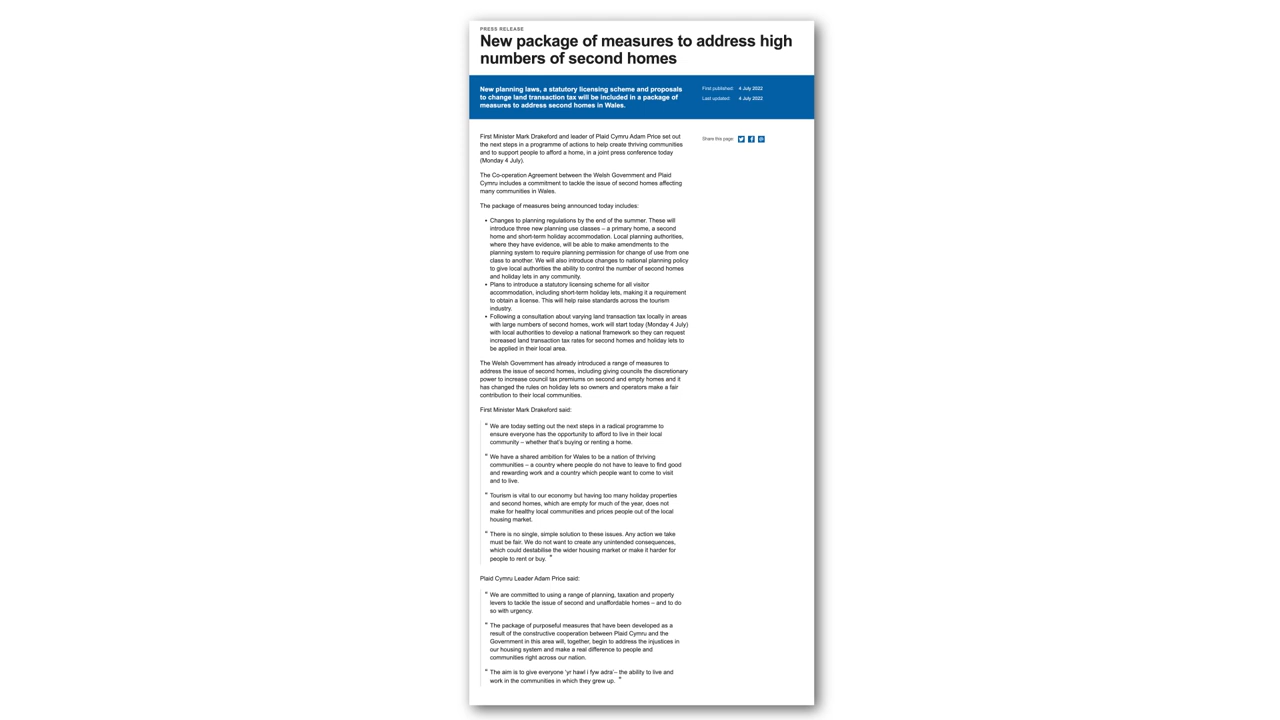 PRESS RELEASE
New package of measures to address high
numbers of second homes
New planning laws, a statutory licensing scheme and proposals
to change land transaction tax will be included in a package of
measures to address second homes in Wales.
First published: 4 July 2022
Last updated: 4 July 2022
Share this page:
First Minister Mark Drakeford and leader of Plaid Cymru Adam Price set out
the next steps in a programme of actions to help create thriving communities
and to support people to afford a home, in a joint press conference today
(Monday 4 July).
The Co-operation Agreement between the Welsh Government and Plaid
Cymru includes a commitment to tackle the issue of second homes affecting
many communities in Wales.
The package of measures being announced today includes:
• Changes to planning regulations by the end of the summer. These will
introduce three new planning use classes – a primary home, a second
home and short-term holiday accommodation. Local planning authorities,
where they have evidence, will be able to make amendments to the
planning system to require planning permission for change of use from one
class to another. We will also introduce changes to national planning policy
to give local authorities the ability to control the number of second homes
and holiday lets in any community.
• Plans to introduce a statutory licensing scheme for all visitor
accommodation, including short-term holiday lets, making it a requirement
to obtain a license. This will help raise standards across the tourism
industry.
• Following a consultation about varying land transaction tax locally in areas
with large numbers of second homes, work will start today (Monday 4 July)
with local authorities to develop a national framework so they can request
increased land transaction tax rates for second homes and holiday lets to
be applied in their local area.
The Welsh Government has already introduced a range of measures to
address the issue of second homes, including giving councils the discretionary
power to increase council tax premiums on second and empty homes and it
has changed the rules on holiday lets so owners and operators make a fair
contribution to their local communities.
First Minister Mark Drakeford said:
" We are today setting out the next steps in a radical programme to
ensure everyone has the opportunity to afford to live in their local
community – whether that's buying or renting a home.
" We have a shared ambition for Wales to be a nation of thriving
communities – a country where people do not have to leave to find good
and rewarding work and a country which people want to come to visit
and to live.
" Tourism is vital to our economy but having too many holiday properties
and second homes, which are empty for much of the year, does not
make for healthy local communities and prices people out of the local
housing market.
" There is no single, simple solution to these issues. Any action we take
must be fair. We do not want to create any unintended consequences,
which could destabilise the wider housing market or make it harder for
people to rent or buy. "
Plaid Cymru Leader Adam Price said:
" We are committed to using a range of planning, taxation and property
levers to tackle the issue of second and unaffordable homes – and to do
so with urgency.
" The package of purposeful measures that have been developed as a
result of the constructive cooperation between Plaid Cymru and the
Government in this area will, together, begin to address the injustices in
our housing system and make a real difference to people and
communities right across our nation.
" The aim is to give everyone 'yr hawl i fyw adra'– the ability to live and
work in the communities in which they grew up. "